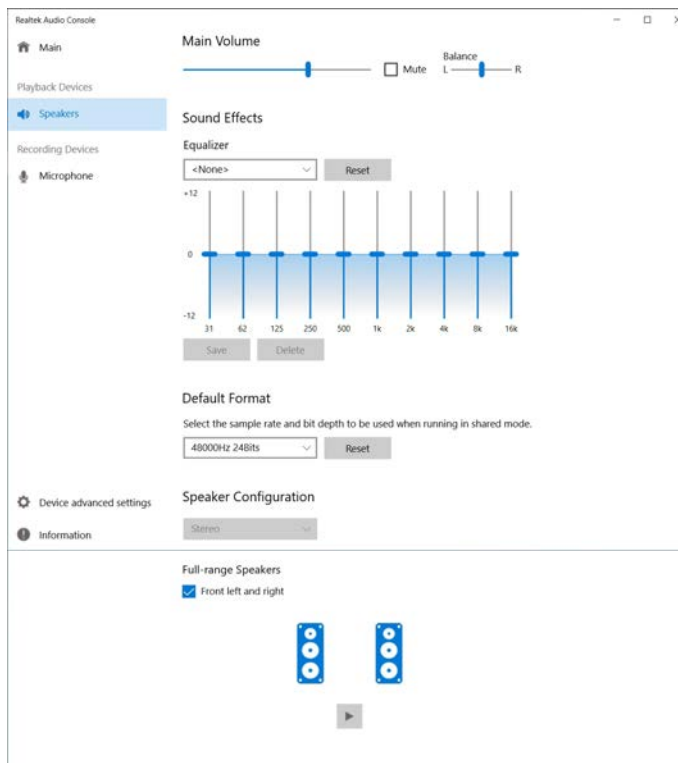 Realtek Audio Console
Main
Playback Devices
Speakers
Recording Devices
Microphone
Device advanced settings
Information
Main Volume
Mute
Balance
L R
Sound Effects
Equalizer
<None> Reset
+12
0
-12
31 62 125 250 500 1k 2k 4k 8k 16k
Save Delete
Default Format
Select the sample rate and bit depth to be used when running in shared mode.
48000Hz 24Bits Reset
Speaker Configuration
Stereo
Full-range Speakers
Front left and right